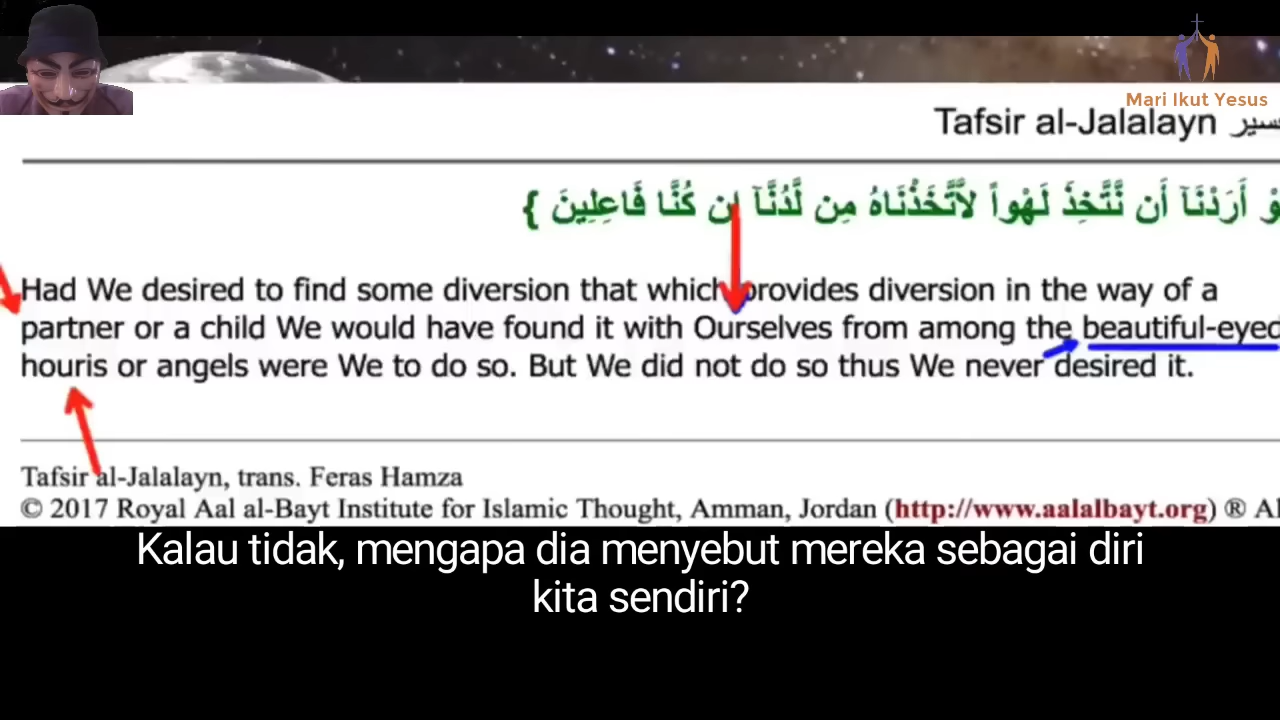 Mari Ikut Yesus
Tafsir al-Jalalayn
أَرَدْنَآ أَن نَّتَّخِذَ لَهْواً لاَّتَّخَذْنَاهُ مِن لَّدُنَّآ إِن كُنَّا فَاعِلِينَ }
Had We desired to find some diversion that which provides diversion in the way of a
partner or a child We would have found it with Ourselves from among the beautiful-eyed
houris or angels were We to do so. But We did not do so thus We never desired it.
Tafsir al-Jalalayn, trans. Feras Hamza
© 2017 Royal Aal al-Bayt Institute for Islamic Thought, Amman, Jordan (http://www.aalalbayt.org) ®
Kalau tidak, mengapa dia menyebut mereka sebagai diri
kita sendiri?